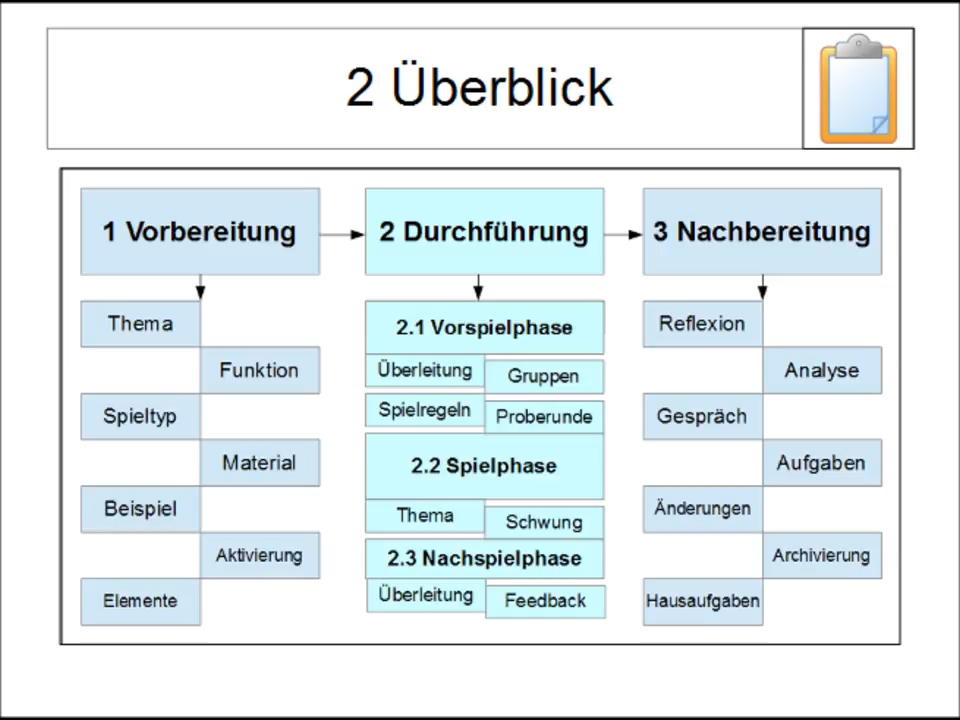 2 Überblick
1 Vorbereitung
2 Durchführung
3 Nachbereitung
Thema
Funktion
Spieltyp
Material
Beispiel
Aktivierung
Elemente
2.1 Vorspielphase
Überleitung
Gruppen
Spielregeln
Proberunde
2.2 Spielphase
Thema
Schwung
2.3 Nachspielphase
Überleitung
Feedback
Reflexion
Analyse
Gespräch
Aufgaben
Änderungen
Archivierung
Hausaufgaben